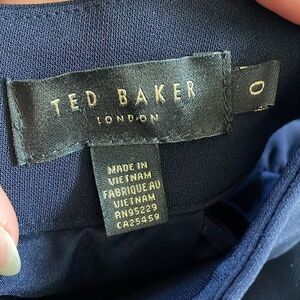 TED BAKER
LONDON
0
MADE IN
VIETNAM
FABRIQUE AU
VIETNAM
RN95229
CA25459